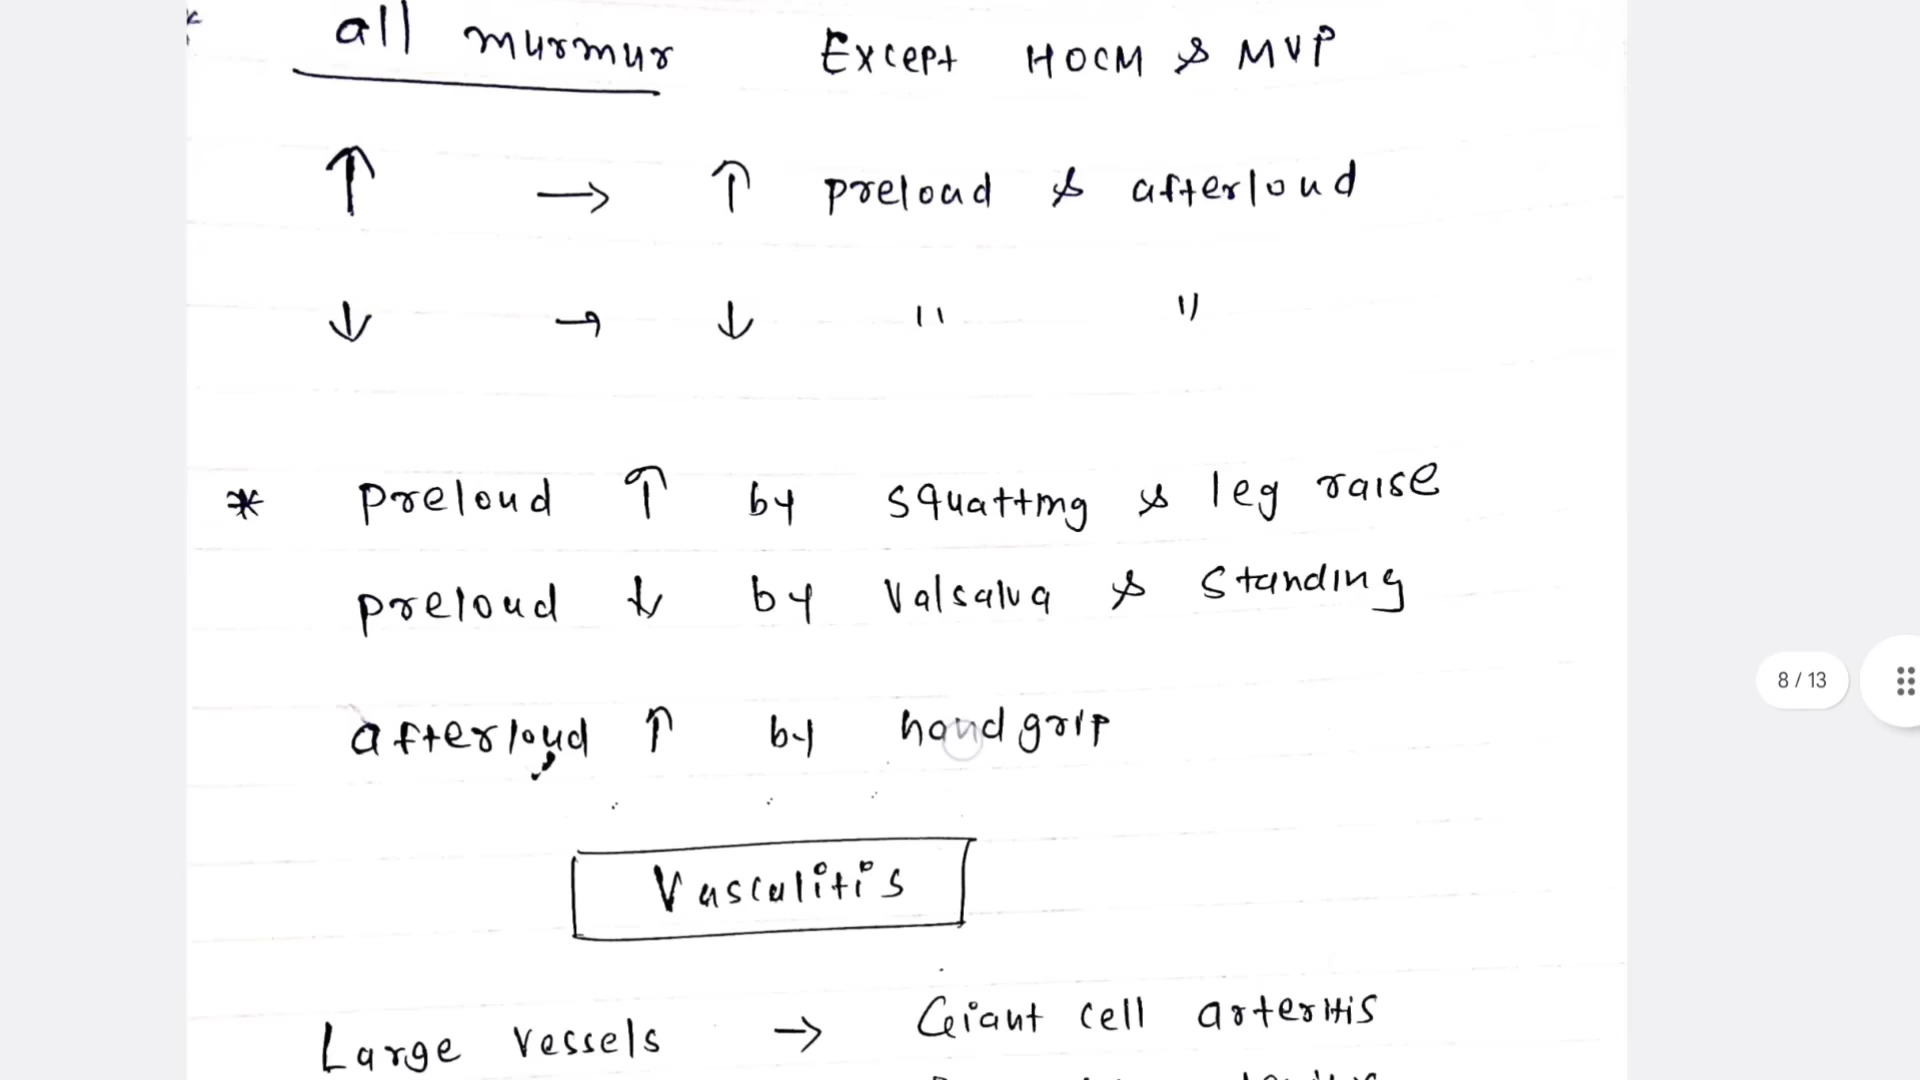 * all murmur Except HOCM & MVP
↑ → ↑ preload & afterload
↓ → ↓ " "
* preload ↑ by squatting & leg raise
preload ↓ by valsalva & standing
afterload ↑ by handgrip
8 / 13
Vasculitis
Large vessels → Giant cell arteritis